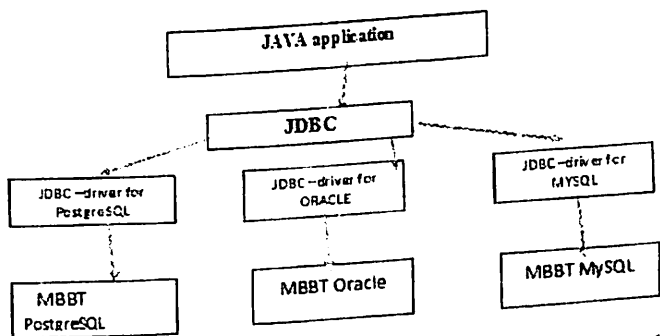 JAVA application
JDBC
JDBC–driver for
PostgreSQL
JDBC–driver for
ORACLE
JDBC–driver for
MYSQL
MBBT
PostgreSQL
MBBT Oracle
MBBT MySQL